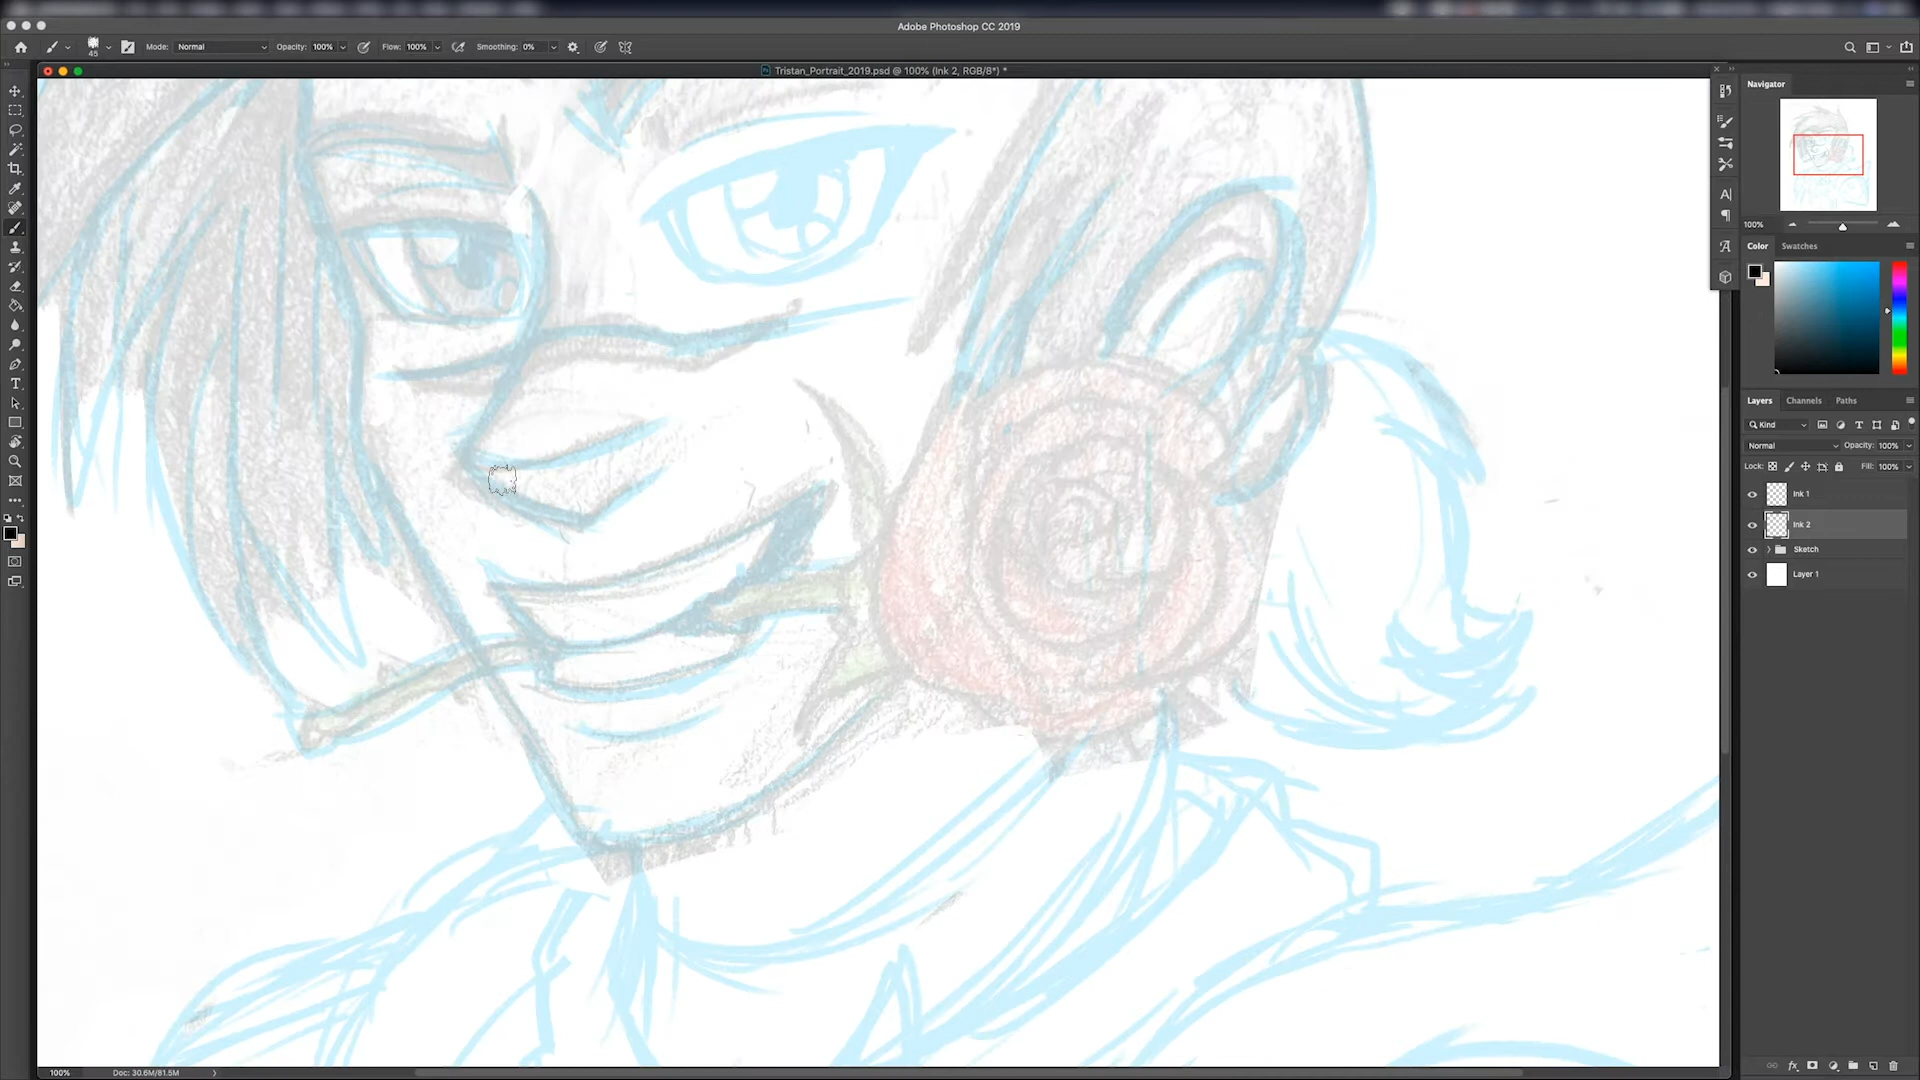 Adobe Photoshop CC 2019
45 Mode: Normal Opacity: 100% Flow: 100% Smoothing: 0%
Tristan_Portrait_2019.psd @ 100% (Ink 2, RGB/8*) *
Navigator
100%
Color Swatches
Layers Channels Paths
Kind
Normal Opacity: 100%
Lock: Fill: 100%
Ink 1
Ink 2
Sketch
Layer 1
100% Doc: 30.6M/81.5M